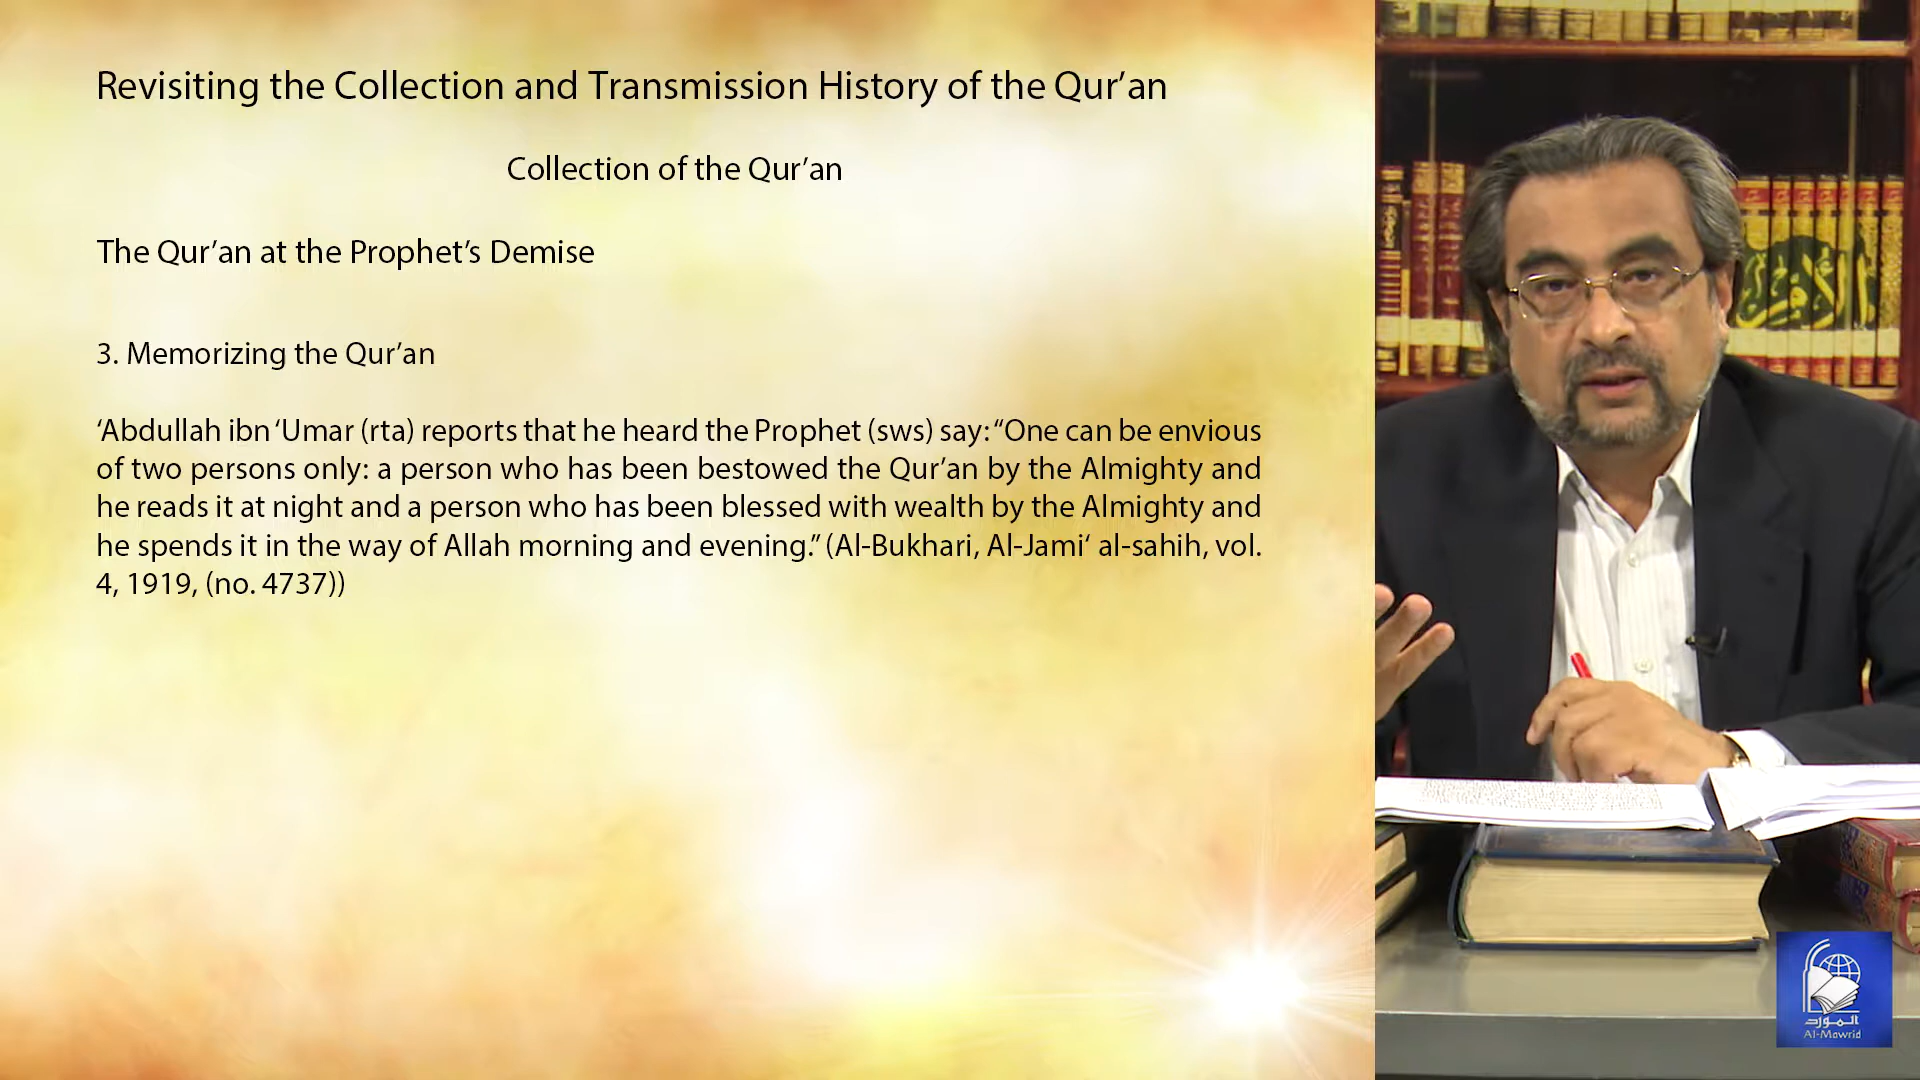 Revisiting the Collection and Transmission History of the Qur’an
Collection of the Qur’an
The Qur’an at the Prophet’s Demise
3. Memorizing the Qur’an
‘Abdullah ibn ‘Umar (rta) reports that he heard the Prophet (sws) say: “One can be envious
of two persons only: a person who has been bestowed the Qur’an by the Almighty and
he reads it at night and a person who has been blessed with wealth by the Almighty and
he spends it in the way of Allah morning and evening.” (Al-Bukhari, Al-Jami‘ al-sahih, vol.
4, 1919, (no. 4737))
المورد
Al-Mawrid